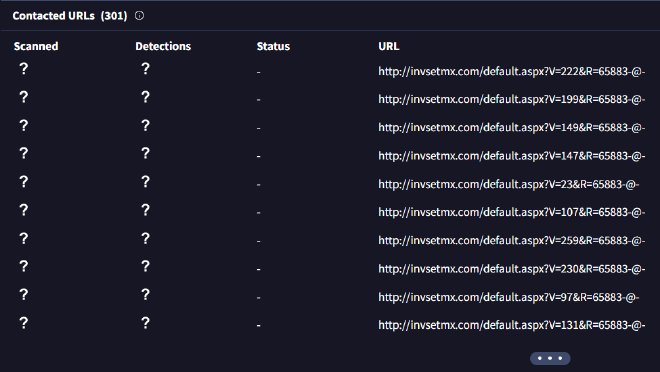 Contacted URLs (301)
Scanned Detections Status URL
? ? - http://invsetmx.com/default.aspx?V=222&R=65883-@-
? ? - http://invsetmx.com/default.aspx?V=199&R=65883-@-
? ? - http://invsetmx.com/default.aspx?V=149&R=65883-@-
? ? - http://invsetmx.com/default.aspx?V=147&R=65883-@-
? ? - http://invsetmx.com/default.aspx?V=23&R=65883-@-
? ? - http://invsetmx.com/default.aspx?V=107&R=65883-@-
? ? - http://invsetmx.com/default.aspx?V=259&R=65883-@-
? ? - http://invsetmx.com/default.aspx?V=230&R=65883-@-
? ? - http://invsetmx.com/default.aspx?V=97&R=65883-@-
? ? - http://invsetmx.com/default.aspx?V=131&R=65883-@-